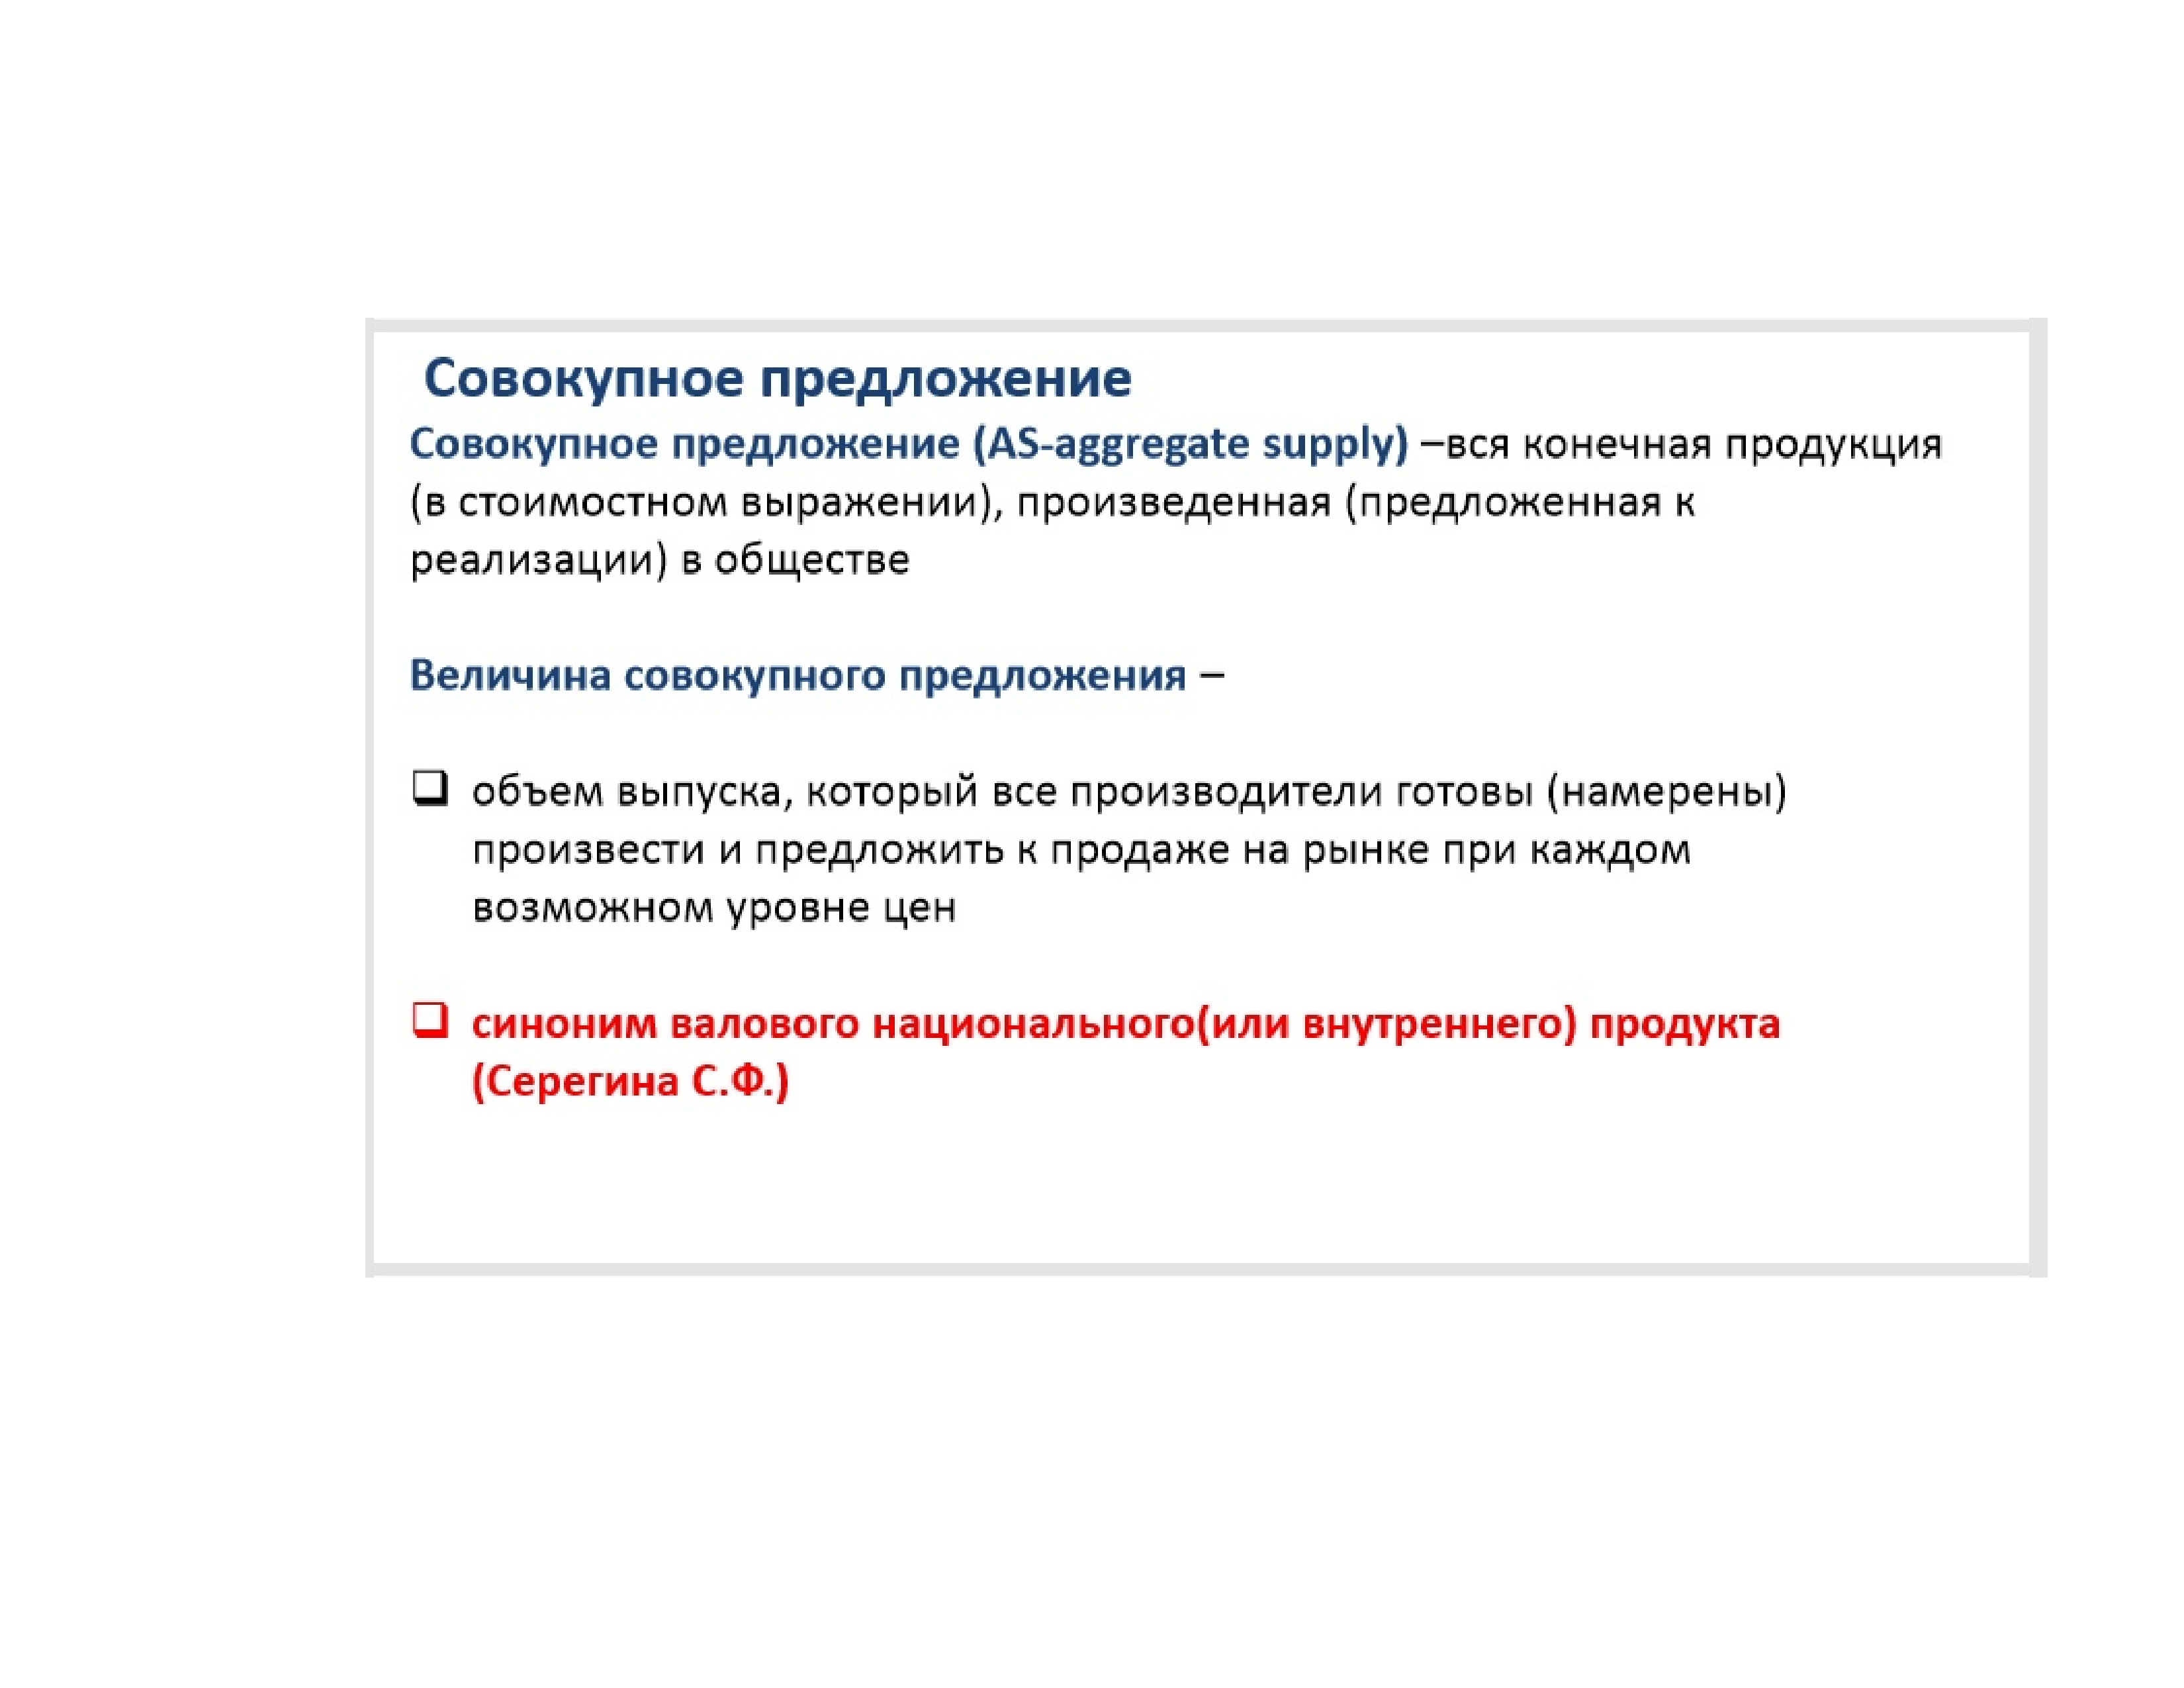 Совокупное предложение
Совокупное предложение (AS-aggregate supply) –вся конечная продукция
(в стоимостном выражении), произведенная (предложенная к
реализации) в обществе
Величина совокупного предложения –
❑ объем выпуска, который все производители готовы (намерены)
произвести и предложить к продаже на рынке при каждом
возможном уровне цен
❑ синоним валового национального(или внутреннего) продукта
(Серегина С.Ф.)